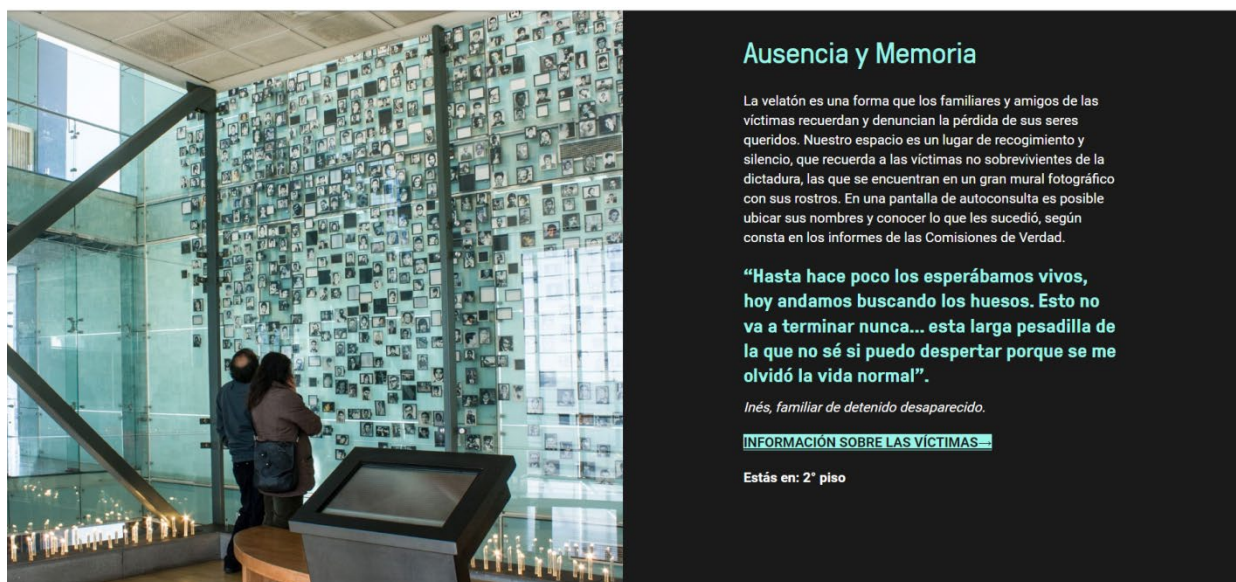 Ausencia y Memoria
La velatón es una forma que los familiares y amigos de las
víctimas recuerdan y denuncian la pérdida de sus seres
queridos. Nuestro espacio es un lugar de recogimiento y
silencio, que recuerda a las víctimas no sobrevivientes de la
dictadura, las que se encuentran en un gran mural fotográfico
con sus rostros. En una pantalla de autoconsulta es posible
ubicar sus nombres y conocer lo que les sucedió, según
consta en los informes de las Comisiones de Verdad.
“Hasta hace poco los esperábamos vivos,
hoy andamos buscando los huesos. Esto no
va a terminar nunca... esta larga pesadilla de
la que no sé si puedo despertar porque se me
olvidó la vida normal”.
Inés, familiar de detenido desaparecido.
INFORMACIÓN SOBRE LAS VÍCTIMAS→
Estás en: 2° piso